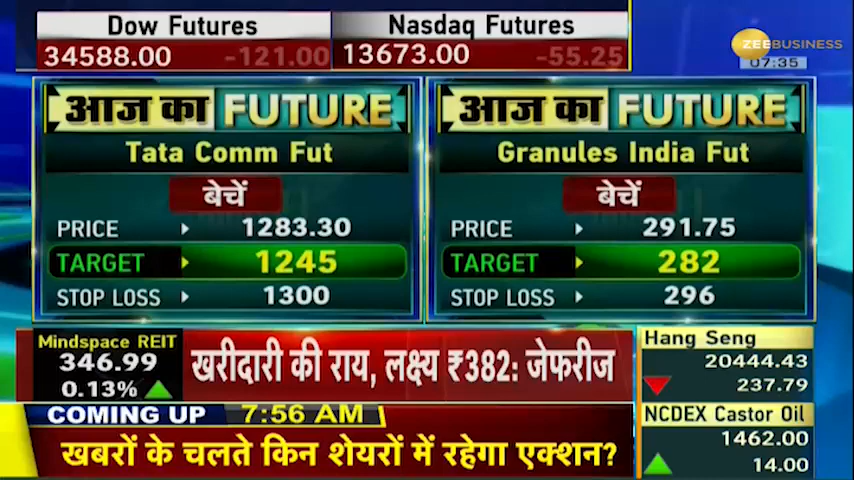 Dow Futures
34588.00 -121.00
Nasdaq Futures
13673.00 -55.25
ZEEBUSINESS
07:35
आज का FUTURE
Tata Comm Fut
बेचें
PRICE 1283.30
TARGET 1245
STOP LOSS 1300
आज का FUTURE
Granules India Fut
बेचें
PRICE 291.75
TARGET 282
STOP LOSS 296
Mindspace REIT
346.99
0.13%
खरीदारी की राय, लक्ष्य ₹382: जेफरीज
Hang Seng
20444.43
237.79
COMING UP 7:56 AM
खबरों के चलते किन शेयरों में रहेगा एक्शन?
NCDEX Castor Oil
1462.00
14.00